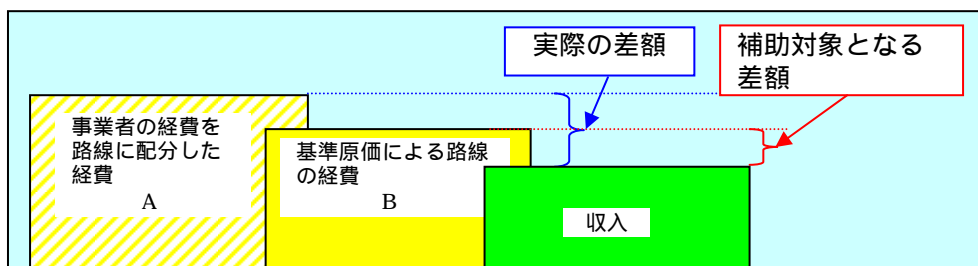 実際の差額
補助対象となる
差額
事業者の経費を
路線に配分した
経費
A
基準原価による路線
の経費
B
収入